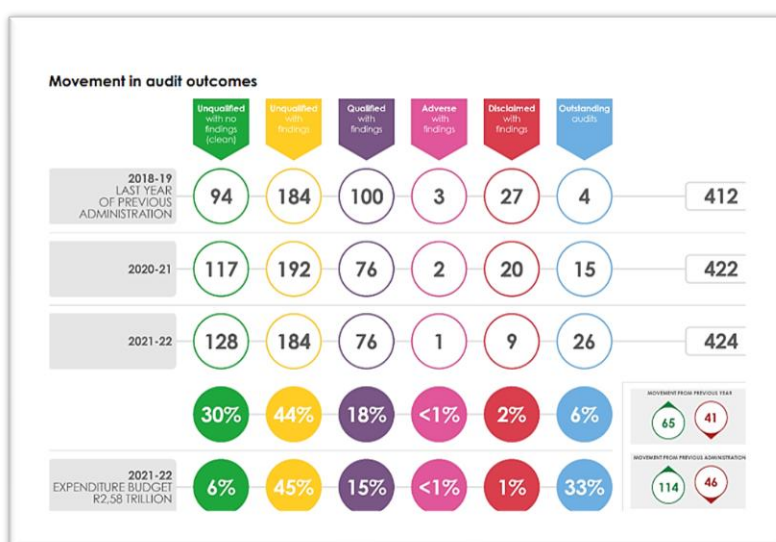 Movement in audit outcomes
Unqualified
with no
findings
(clean)
Unqualified
with
findings
Qualified
with
findings
Adverse
with
findings
Disclaimed
with
findings
Outstanding
audits
2018-19
LAST YEAR
OF PREVIOUS
ADMINISTRATION
94 184 100 3 27 4 412
2020-21 117 192 76 2 20 15 422
2021-22 128 184 76 1 9 26 424
30% 44% 18% <1% 2% 6%
MOVEMENT FROM PREVIOUS YEAR
65 41
2021-22
EXPENDITURE BUDGET
R2,58 TRILLION
6% 45% 15% <1% 1% 33%
MOVEMENT FROM PREVIOUS ADMINISTRATION
114 46